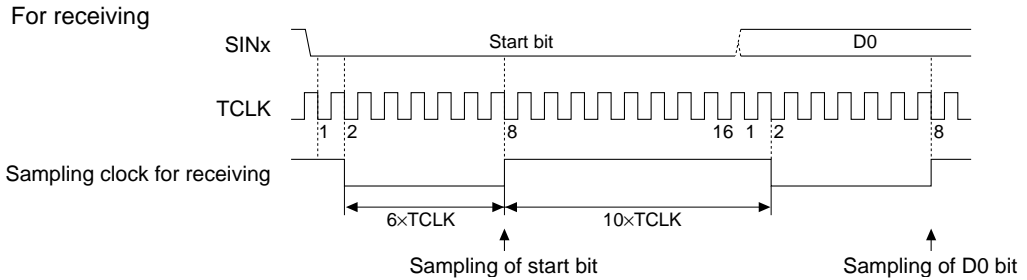 For receiving
SINx Start bit D0
TCLK
1 2 8 16 1 2 8
Sampling clock for receiving
6×TCLK 10×TCLK
Sampling of start bit Sampling of D0 bit